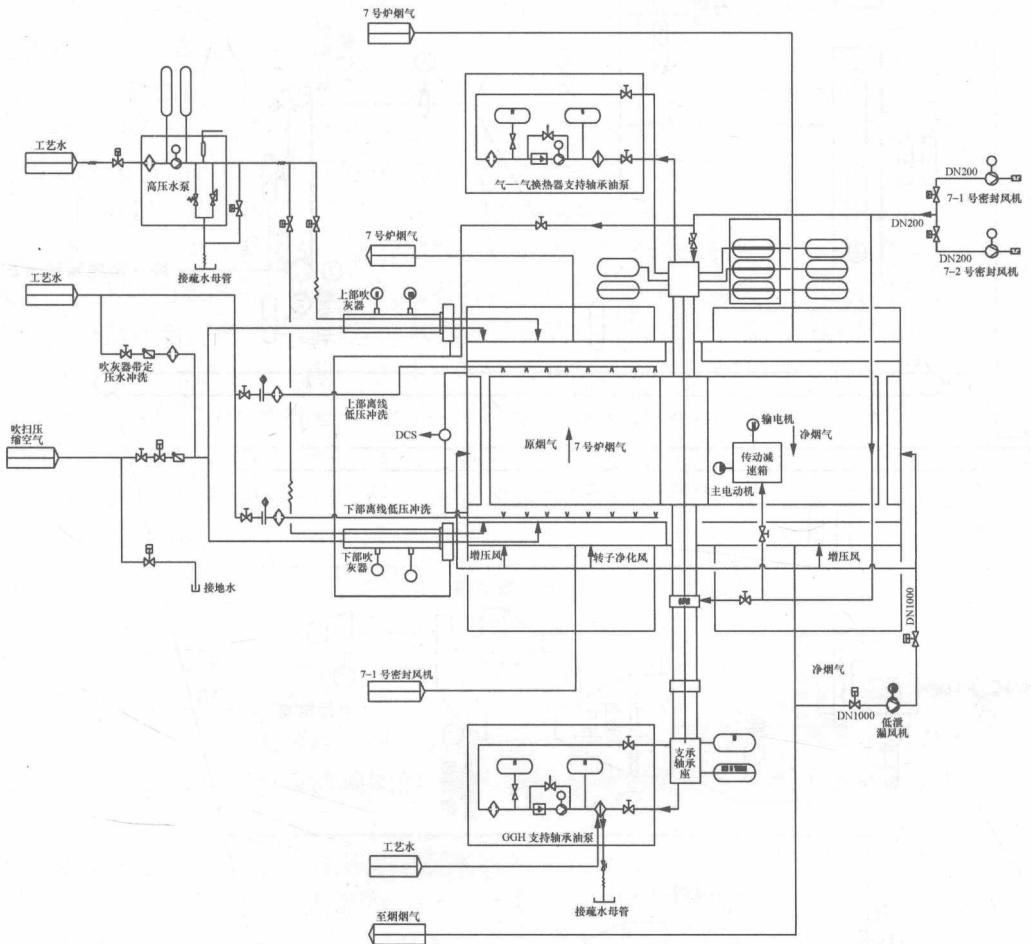 7 号炉烟气
工艺水
高压水泵
气一气换热器支持轴承油泵
DN200
7-1 号密封风机
DN200
DN200
7-2 号密封风机
接疏水母管
7 号炉烟气
工艺水
上部吹
灰器
吹灰器带定
压水冲洗
上部离线
低压冲洗
吹扫压
缩空气
DCS
原烟气
7 号炉烟气
输电机
净烟气
传动减
速箱
主电动机
下部离线低压冲洗
下部吹
灰器
增压风
转子净化风
增压风
接地水
DN1000
7-1 号密封风机
净烟气
DN1000
低泄
漏风机
支承
轴承
座
GGH 支持轴承油泵
工艺水
接疏水母管
至烟烟气